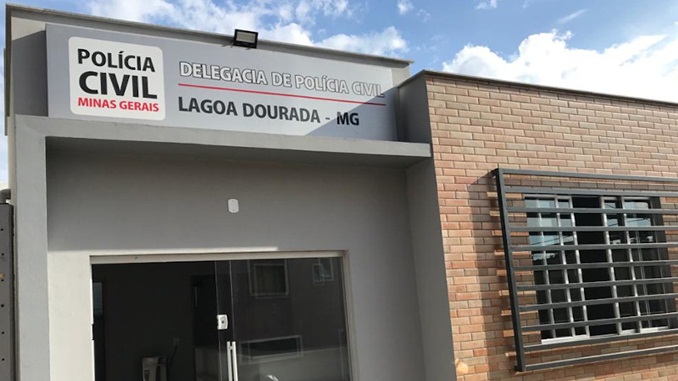 POLÍCIA
CIVIL
MINAS GERAIS
DELEGACIA DE POLÍCIA CIVIL
LAGOA DOURADA - MG